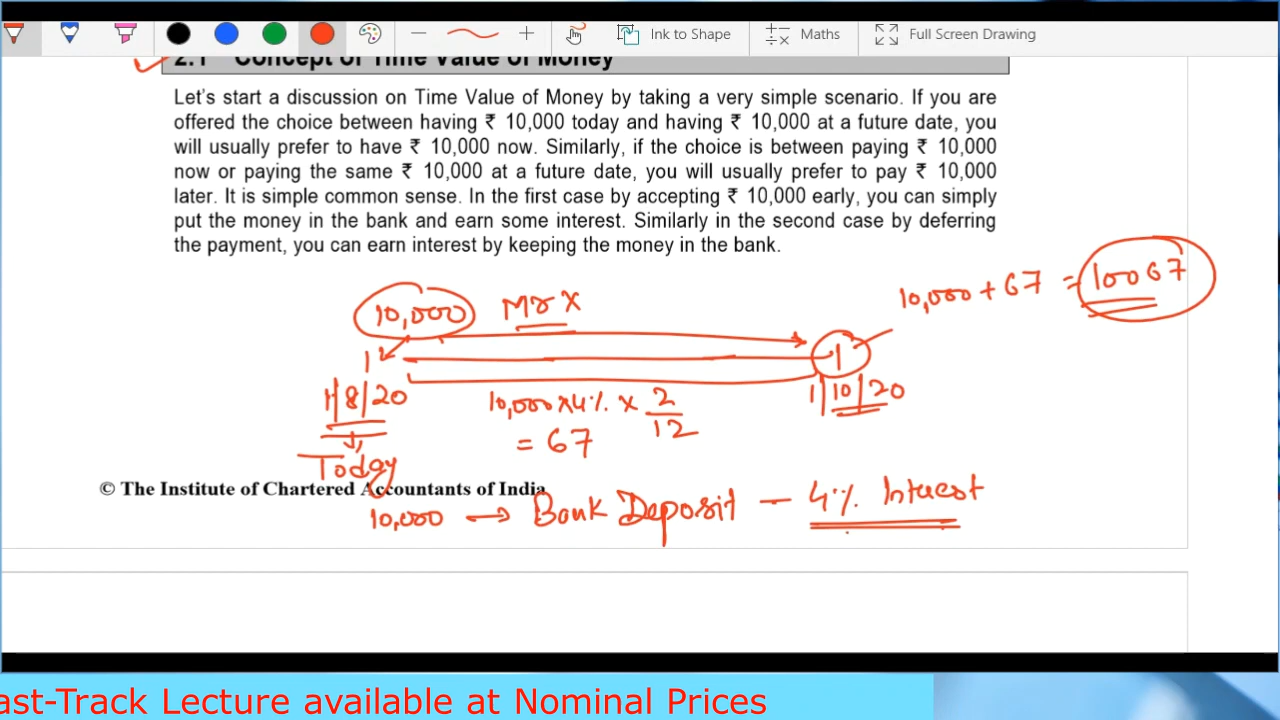 Ink to Shape Maths Full Screen Drawing
2.1 Concept of Time Value of Money
Let's start a discussion on Time Value of Money by taking a very simple scenario. If you are
offered the choice between having ₹ 10,000 today and having ₹ 10,000 at a future date, you
will usually prefer to have ₹ 10,000 now. Similarly, if the choice is between paying ₹ 10,000
now or paying the same ₹ 10,000 at a future date, you will usually prefer to pay ₹ 10,000
later. It is simple common sense. In the first case by accepting ₹ 10,000 early, you can simply
put the money in the bank and earn some interest. Similarly in the second case by deferring
the payment, you can earn interest by keeping the money in the bank.
10,000 Mr X
10,000 + 67 = 10067
1/8/20
1/10/20
10,000 x 4% x 2/12
= 67
Today
© The Institute of Chartered Accountants of India
10,000 → Bank Deposit - 4% Interest
ast-Track Lecture available at Nominal Prices